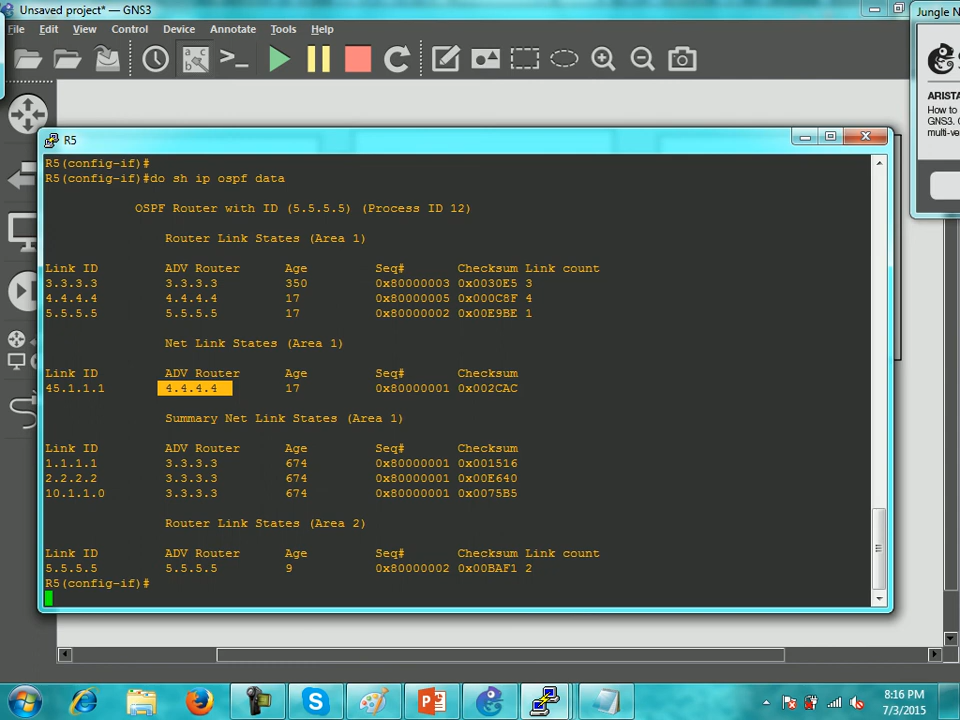 Unsaved project* — GNS3
Jungle N
File Edit View Control Device Annotate Tools Help
ARISTA
How to
GNS3.
multi-ve
R5
R5(config-if)#
R5(config-if)#do sh ip ospf data
OSPF Router with ID (5.5.5.5) (Process ID 12)
Router Link States (Area 1)
Link ID ADV Router Age Seq# Checksum Link count
3.3.3.3 3.3.3.3 350 0x80000003 0x0030E5 3
4.4.4.4 4.4.4.4 17 0x80000005 0x000C8F 4
5.5.5.5 5.5.5.5 17 0x80000002 0x00E9BE 1
Net Link States (Area 1)
Link ID ADV Router Age Seq# Checksum
45.1.1.1 4.4.4.4 17 0x80000001 0x002CAC
Summary Net Link States (Area 1)
Link ID ADV Router Age Seq# Checksum
1.1.1.1 3.3.3.3 674 0x80000001 0x001516
2.2.2.2 3.3.3.3 674 0x80000001 0x00E640
10.1.1.0 3.3.3.3 674 0x80000001 0x0075B5
Router Link States (Area 2)
Link ID ADV Router Age Seq# Checksum Link count
5.5.5.5 5.5.5.5 9 0x80000002 0x00BAF1 2
R5(config-if)#
8:16 PM
7/3/2015